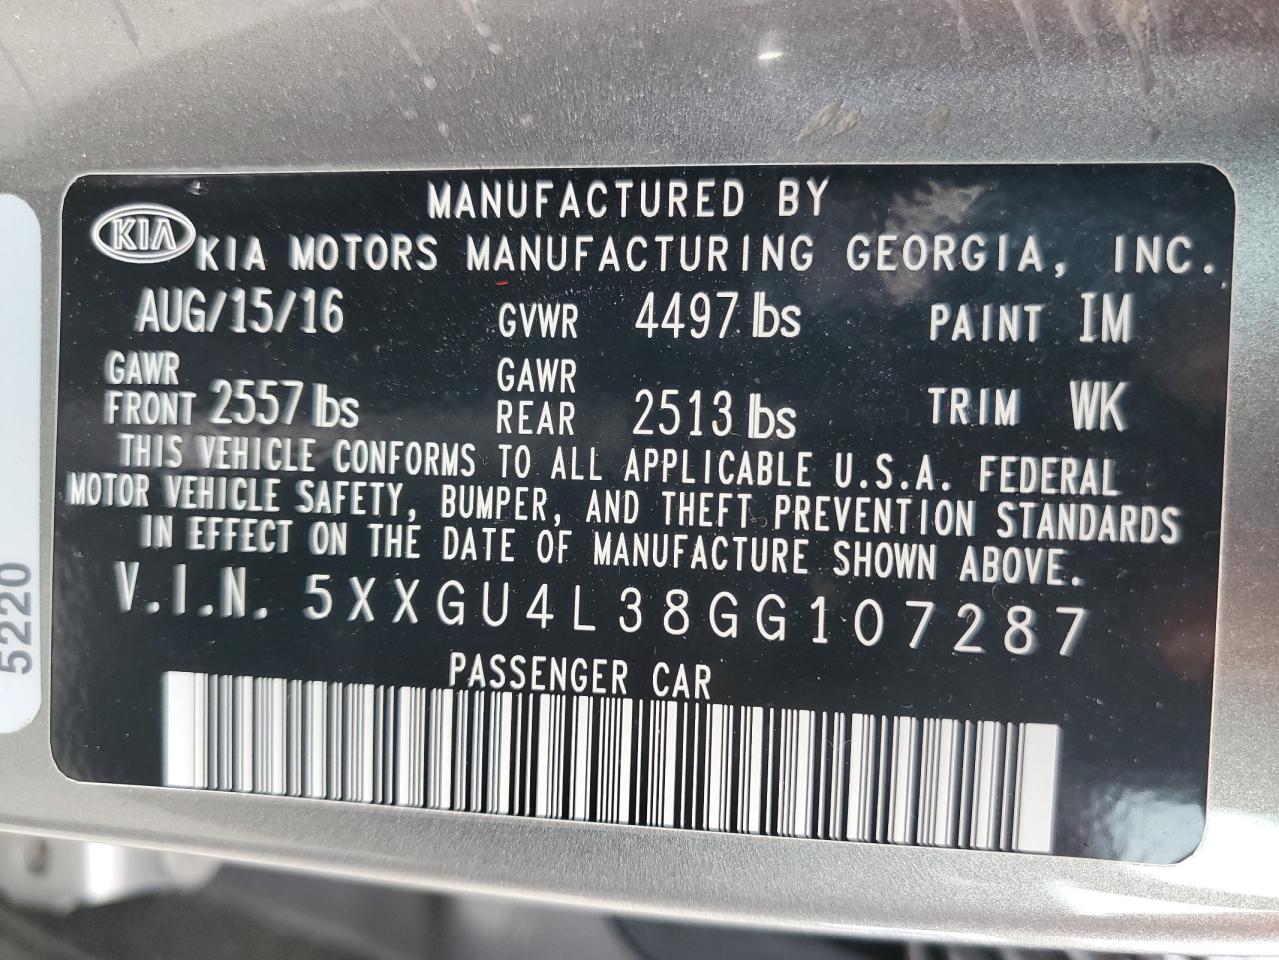 MANUFACTURED BY
KIA KIA MOTORS MANUFACTURING GEORGIA, INC.
AUG/15/16 GVWR 4497 lbs PAINT IM
GAWR FRONT 2557 lbs GAWR REAR 2513 lbs TRIM WK
THIS VEHICLE CONFORMS TO ALL APPLICABLE U.S.A. FEDERAL
MOTOR VEHICLE SAFETY, BUMPER, AND THEFT PREVENTION STANDARDS
IN EFFECT ON THE DATE OF MANUFACTURE SHOWN ABOVE.
V.I.N. 5XXGU4L38GG107287
PASSENGER CAR
5220